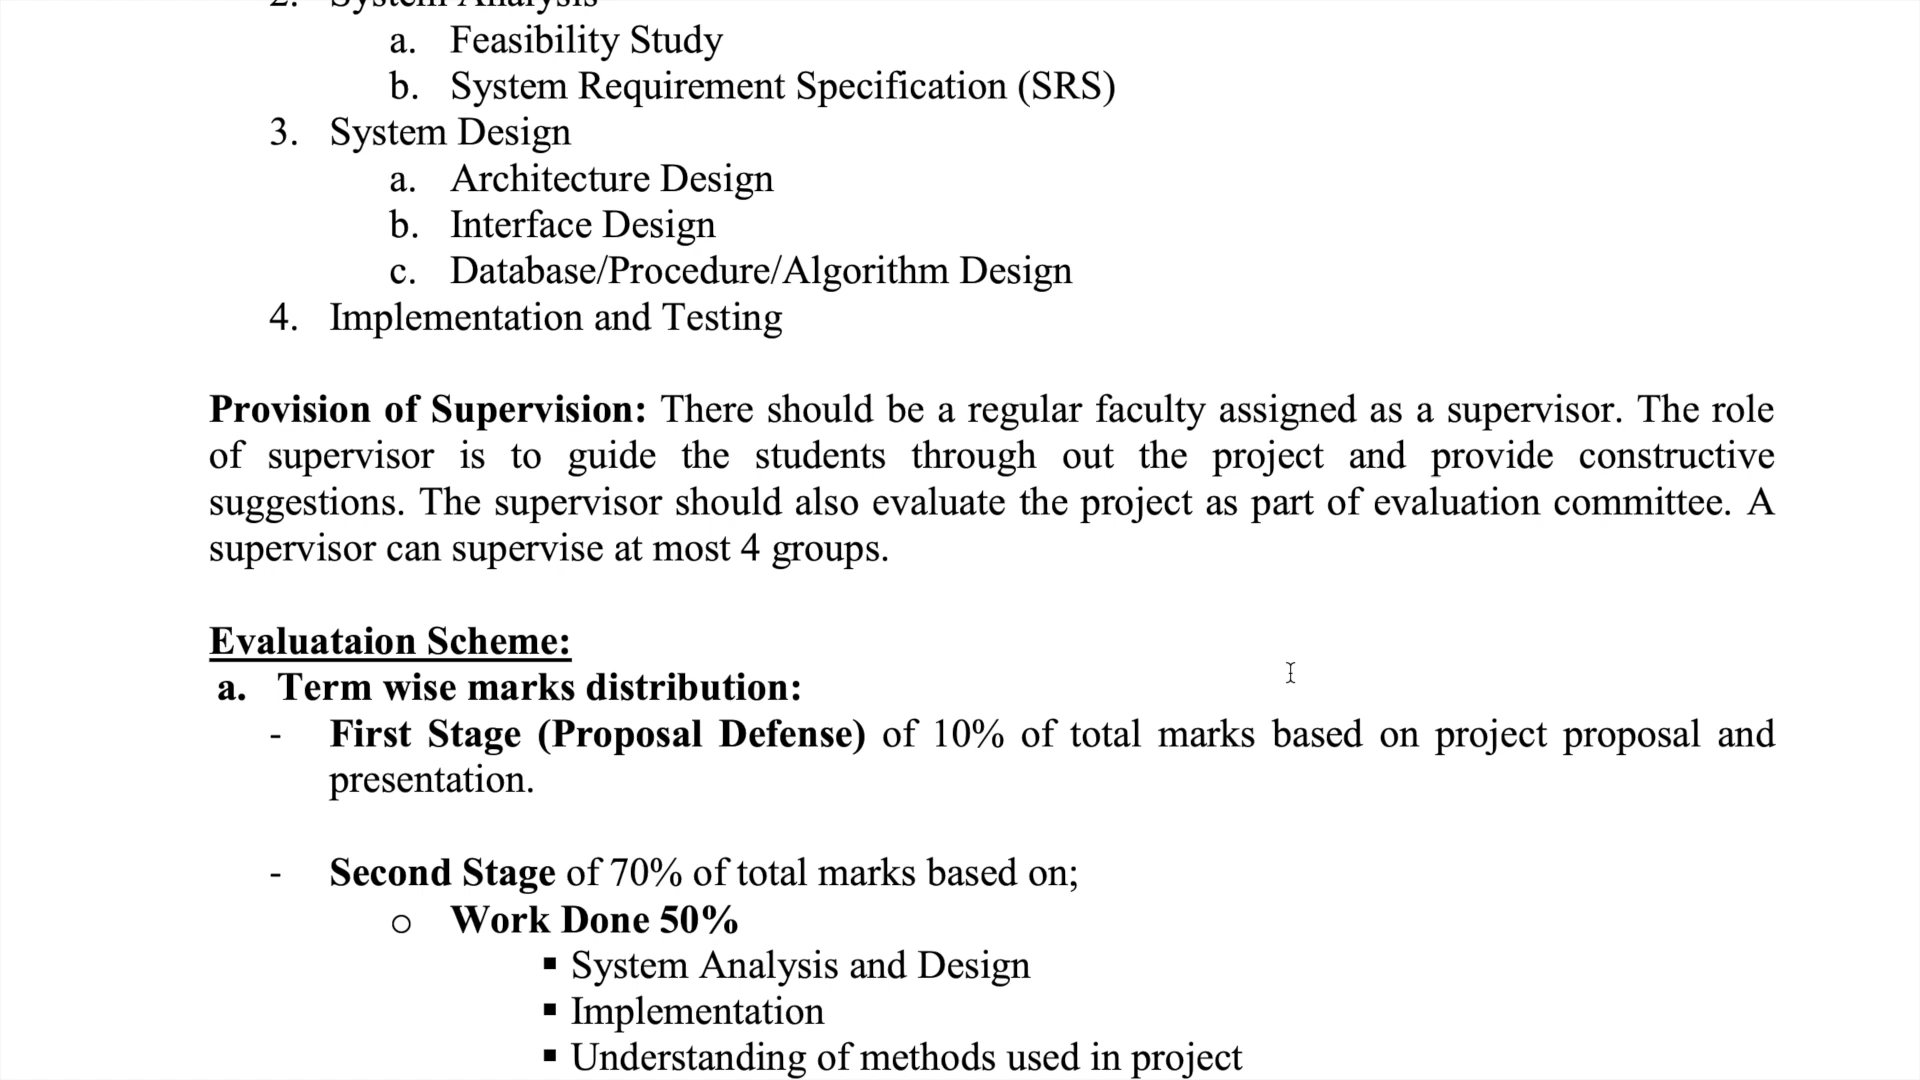 2. System Analysis
a. Feasibility Study
b. System Requirement Specification (SRS)
3. System Design
a. Architecture Design
b. Interface Design
c. Database/Procedure/Algorithm Design
4. Implementation and Testing
Provision of Supervision: There should be a regular faculty assigned as a supervisor. The role
of supervisor is to guide the students through out the project and provide constructive
suggestions. The supervisor should also evaluate the project as part of evaluation committee. A
supervisor can supervise at most 4 groups.
Evaluataion Scheme:
a. Term wise marks distribution:
- First Stage (Proposal Defense) of 10% of total marks based on project proposal and
presentation.
- Second Stage of 70% of total marks based on;
o Work Done 50%
▪ System Analysis and Design
▪ Implementation
▪ Understanding of methods used in project